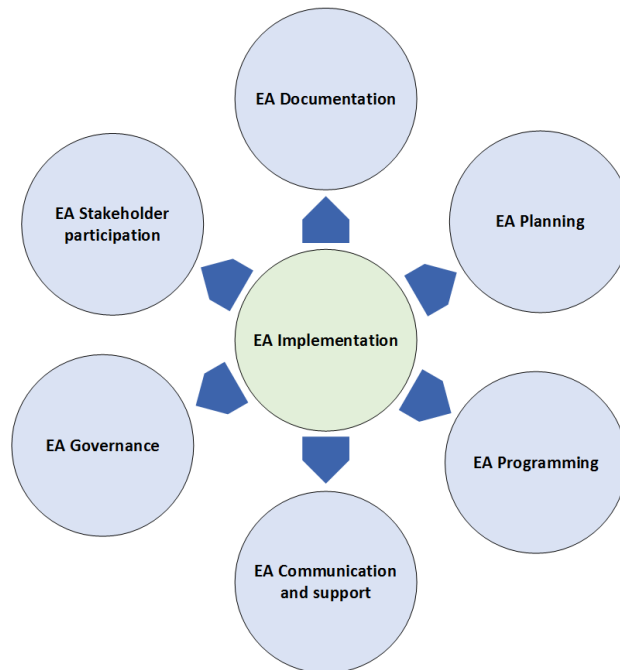 EA Documentation
EA Stakeholder
participation
EA Planning
EA Implementation
EA Governance
EA Programming
EA Communication
and support